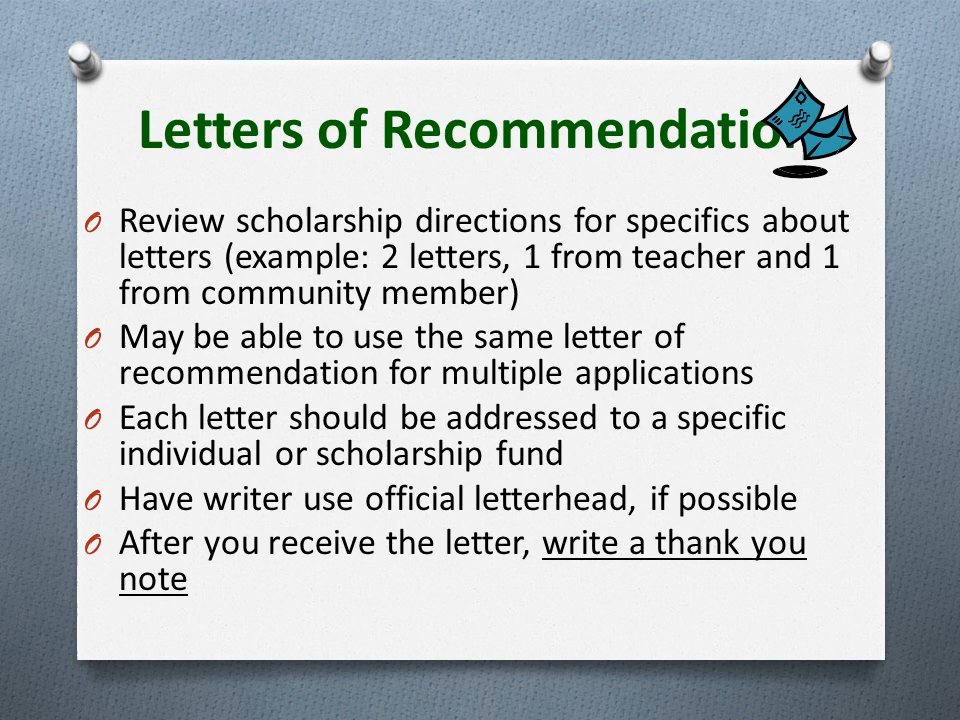 Letters of Recommendation
O Review scholarship directions for specifics about
letters (example: 2 letters, 1 from teacher and 1
from community member)
O May be able to use the same letter of
recommendation for multiple applications
O Each letter should be addressed to a specific
individual or scholarship fund
O Have writer use official letterhead, if possible
O After you receive the letter, write a thank you
note